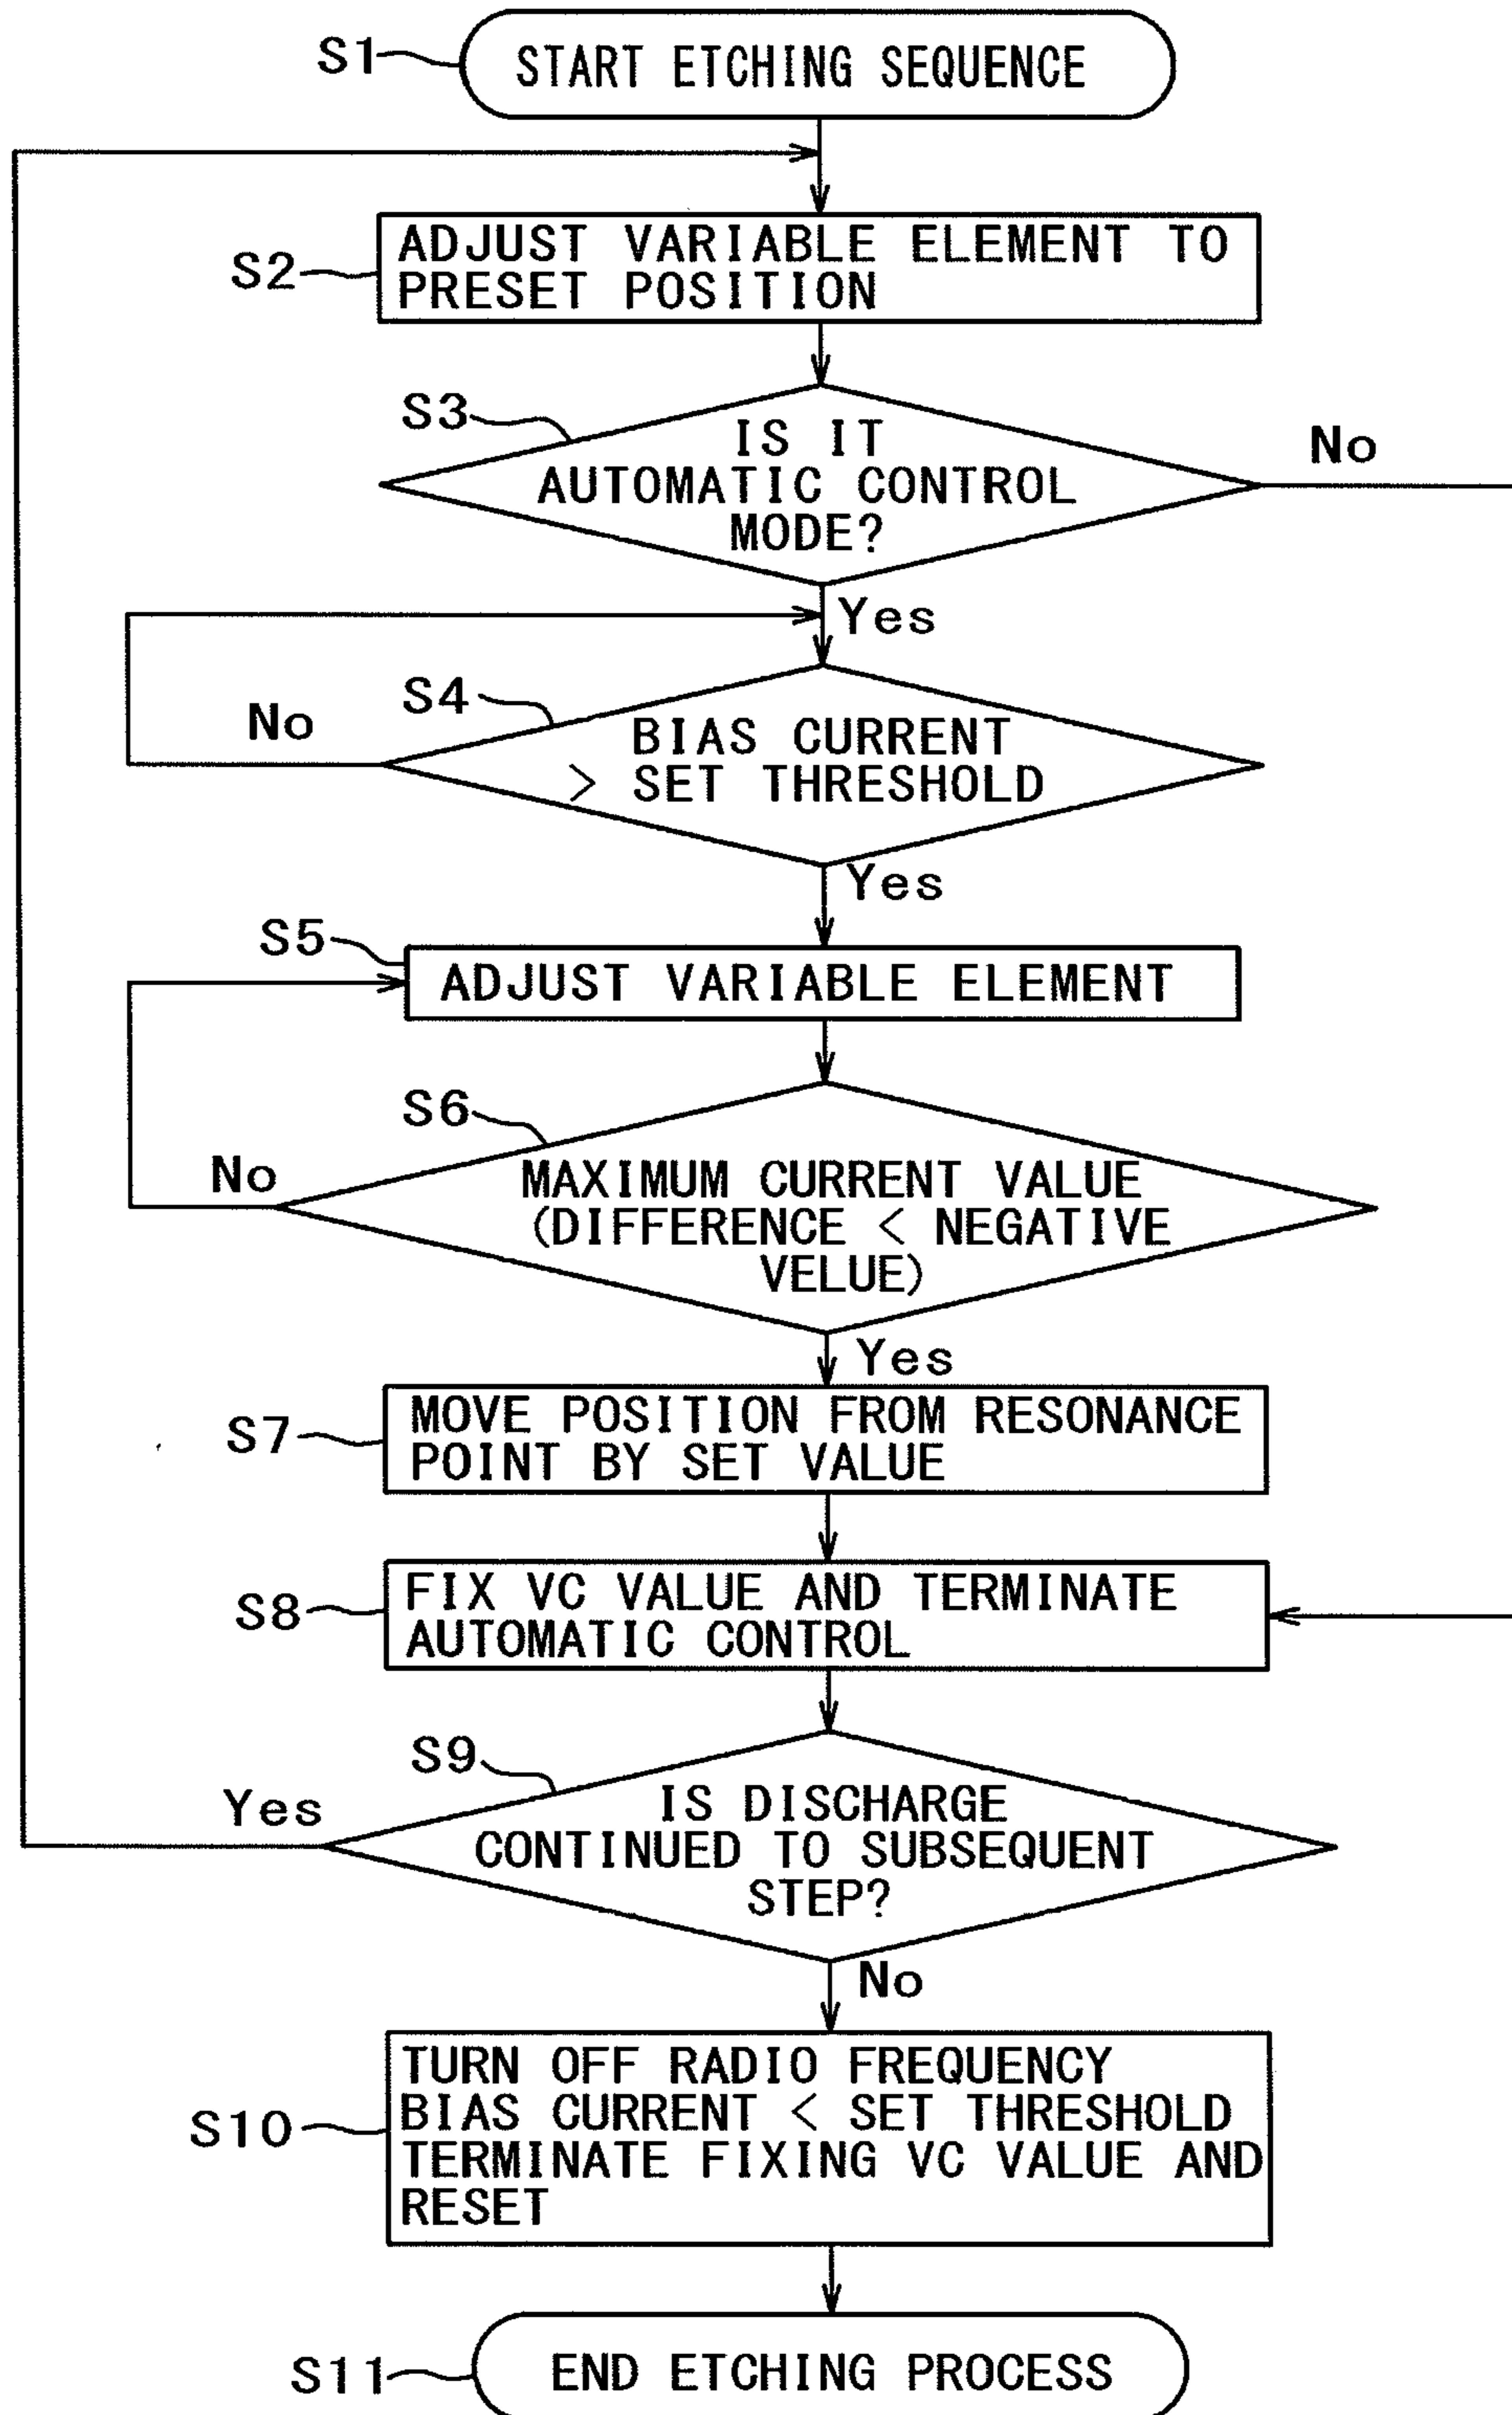 S1
START ETCHING SEQUENCE
S2
ADJUST VARIABLE ELEMENT TO
PRESET POSITION
S3
IS IT
AUTOMATIC CONTROL
MODE?
No
Yes
S4
No
BIAS CURRENT
> SET THRESHOLD
Yes
S5
ADJUST VARIABLE ELEMENT
S6
No
MAXIMUM CURRENT VALUE
(DIFFERENCE < NEGATIVE
VELUE)
Yes
S7
MOVE POSITION FROM RESONANCE
POINT BY SET VALUE
S8
FIX VC VALUE AND TERMINATE
AUTOMATIC CONTROL
S9
Yes
IS DISCHARGE
CONTINUED TO SUBSEQUENT
STEP?
No
S10
TURN OFF RADIO FREQUENCY
BIAS CURRENT < SET THRESHOLD
TERMINATE FIXING VC VALUE AND
RESET
S11
END ETCHING PROCESS